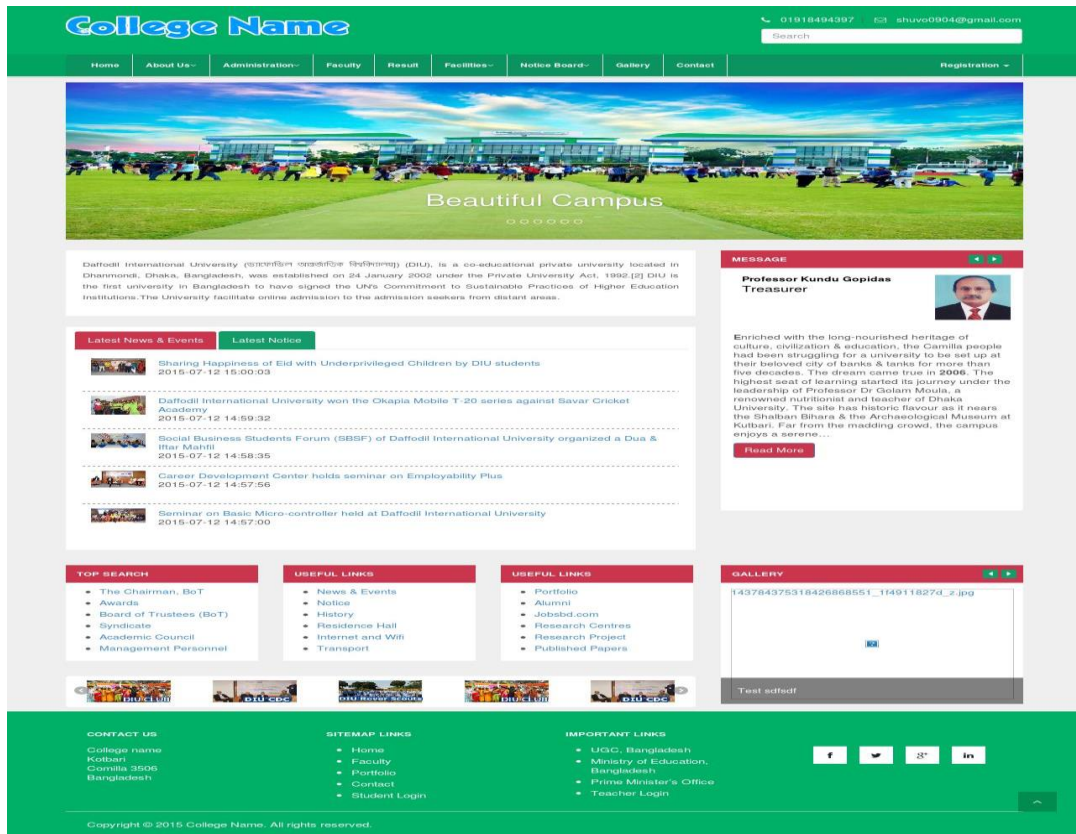 College Name
01918494397
shuvo0904@gmail.com
Search
Home
About Us
Administration
Faculty
Result
Facilities
Notice Board
Gallery
Contact
Registration
Beautiful Campus
Daffodil International University (DIU), is a co-educational private university located in
Dhanmondi, Dhaka, Bangladesh, was established on 24 January 2002 under the Private University Act, 1992.[2] DIU is
the first university in Bangladesh to have signed the UN's Commitment to Sustainable Practices of Higher Education
Institutions.The University facilitate online admission to the admission seekers from distant areas.
MESSAGE
Professor Kundu Gopidas
Treasurer
Enriched with the long-nourished heritage of
culture, civilization & education, the Camilla people
had been struggling for a university to be set up at
their beloved city of banks & tanks for more than
five decades. The dream came true in 2006. The
highest seat of learning started its journey under the
leadership of Professor Dr Golam Moula, a
renowned nutritionist and teacher of Dhaka
University. The site has historic flavour as it nears
the Shalban Bihara & the Archaeological Museum at
Kutbari. Far from the madding crowd, the campus
enjoys a serene...
Read More
Latest News & Events
Latest Notice
Sharing Happiness of Eid with Underprivileged Children by DIU students
2015-07-12 15:00:03
Daffodil International University won the Okapia Mobile T-20 series against Savar Cricket
Academy
2015-07-12 14:59:32
Social Business Students Forum (SBSF) of Daffodil International University organized a Dua &
Iftar Mahfil
2015-07-12 14:58:35
Career Development Center holds seminar on Employability Plus
2015-07-12 14:57:56
Seminar on Basic Micro-controller held at Daffodil International University
2015-07-12 14:57:00
TOP SEARCH
The Chairman, BoT
Awards
Board of Trustees (BoT)
Syndicate
Academic Council
Management Personnel
USEFUL LINKS
News & Events
Notice
History
Residence Hall
Internet and Wifi
Transport
USEFUL LINKS
Portfolio
Alumni
Jobsbd.com
Research Centres
Research Project
Published Papers
GALLERY
143784375318426868551_1f4911827d_z.jpg
Test sdfsdf
DIU CDC
DIU Rover Scouts
DIU CDC
CONTACT US
College name
Kotbari
Comilla 3506
Bangladesh
SITEMAP LINKS
Home
Faculty
Portfolio
Contact
Student Login
IMPORTANT LINKS
UGC, Bangladesh
Ministry of Education,
Bangladesh
Prime Minister's Office
Teacher Login
Copyright © 2015 College Name. All rights reserved.